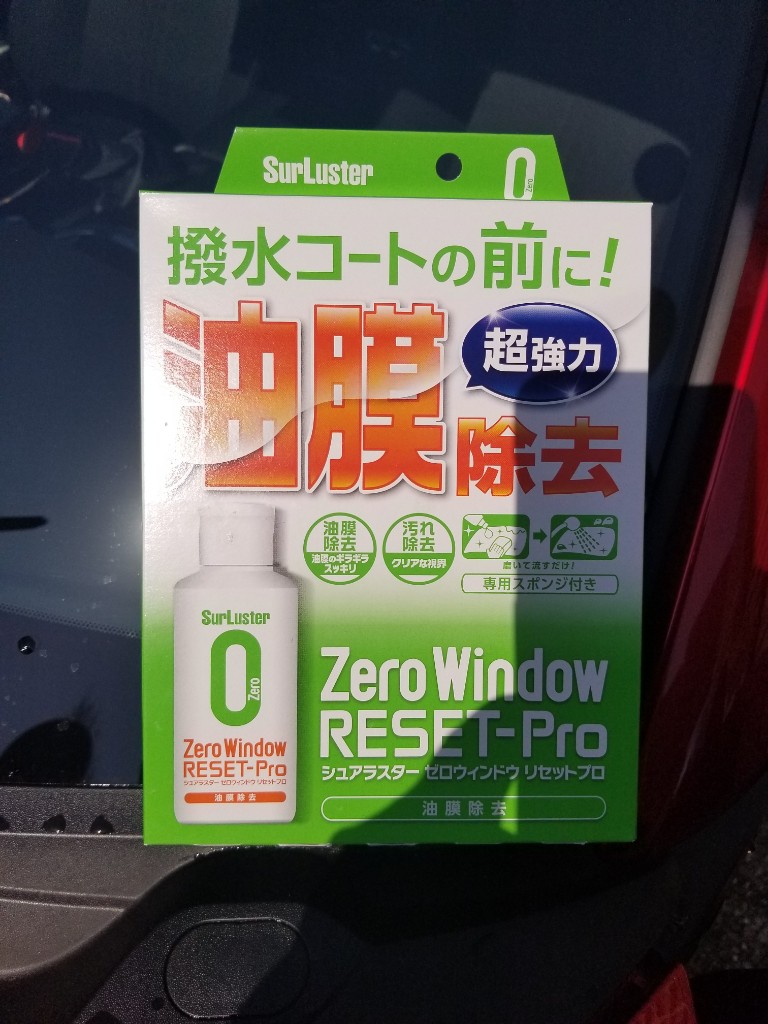 SurLuster
0
Zero
撥水コートの前に!
油膜
超強力
除去
油膜
除去
油膜のギラギラ
スッキリ
汚れ
除去
クリアな視界
磨いて流すだけ!
専用スポンジ付き
SurLuster
0
Zero
Zero Window
RESET-Pro
シュアラスター ゼロウィンドウ リセットプロ
油膜除去
Zero Window
RESET-Pro
シュアラスター ゼロウィンドウ リセットプロ
油膜除去